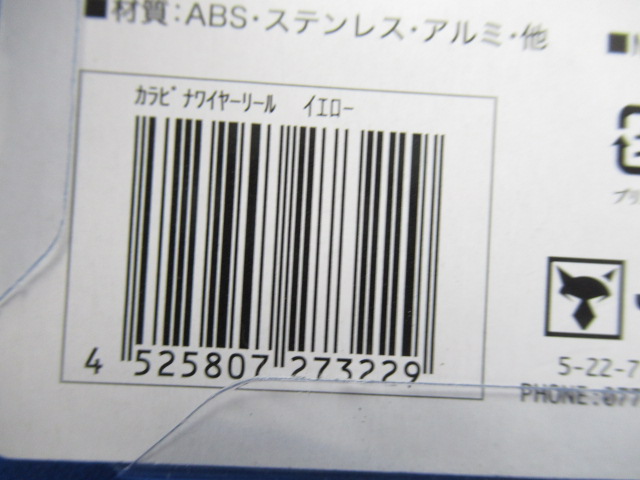 ■材質：ABS・ステンレス・アルミ・他
カラビナワイヤーリール　イエロー
4 525807 273229
5-22-7
PHONE:077